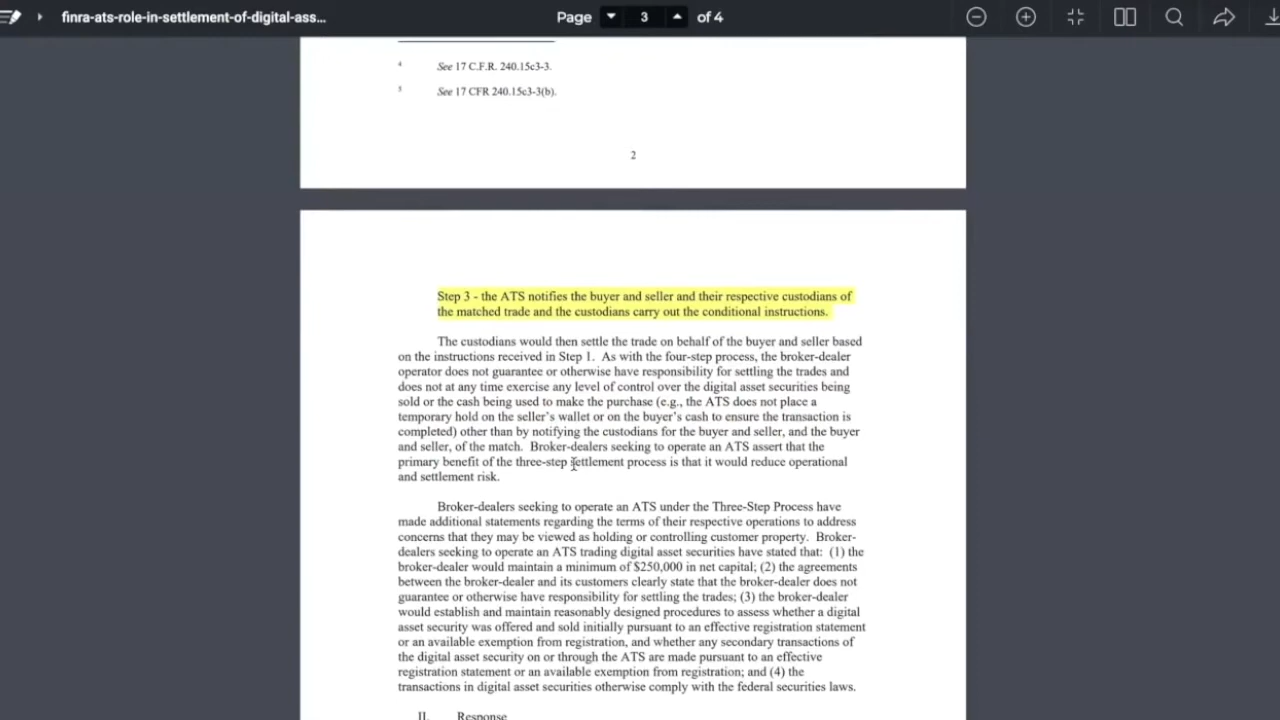 finra-ats-role-in-settlement-of-digital-ass...
Page 3 of 4
4 See 17 C.F.R. 240.15c3-3.
5 See 17 CFR 240.15c3-3(b).
2
Step 3 - the ATS notifies the buyer and seller and their respective custodians of
the matched trade and the custodians carry out the conditional instructions.
The custodians would then settle the trade on behalf of the buyer and seller based
on the instructions received in Step 1. As with the four-step process, the broker-dealer
operator does not guarantee or otherwise have responsibility for settling the trades and
does not at any time exercise any level of control over the digital asset securities being
sold or the cash being used to make the purchase (e.g., the ATS does not place a
temporary hold on the seller's wallet or on the buyer's cash to ensure the transaction is
completed) other than by notifying the custodians for the buyer and seller, and the buyer
and seller, of the match. Broker-dealers seeking to operate an ATS assert that the
primary benefit of the three-step settlement process is that it would reduce operational
and settlement risk.
Broker-dealers seeking to operate an ATS under the Three-Step Process have
made additional statements regarding the terms of their respective operations to address
concerns that they may be viewed as holding or controlling customer property. Broker-
dealers seeking to operate an ATS trading digital asset securities have stated that: (1) the
broker-dealer would maintain a minimum of $250,000 in net capital; (2) the agreements
between the broker-dealer and its customers clearly state that the broker-dealer does not
guarantee or otherwise have responsibility for settling the trades; (3) the broker-dealer
would establish and maintain reasonably designed procedures to assess whether a digital
asset security was offered and sold initially pursuant to an effective registration statement
or an available exemption from registration, and whether any secondary transactions of
the digital asset security on or through the ATS are made pursuant to an effective
registration statement or an available exemption from registration; and (4) the
transactions in digital asset securities otherwise comply with the federal securities laws.
II. Response